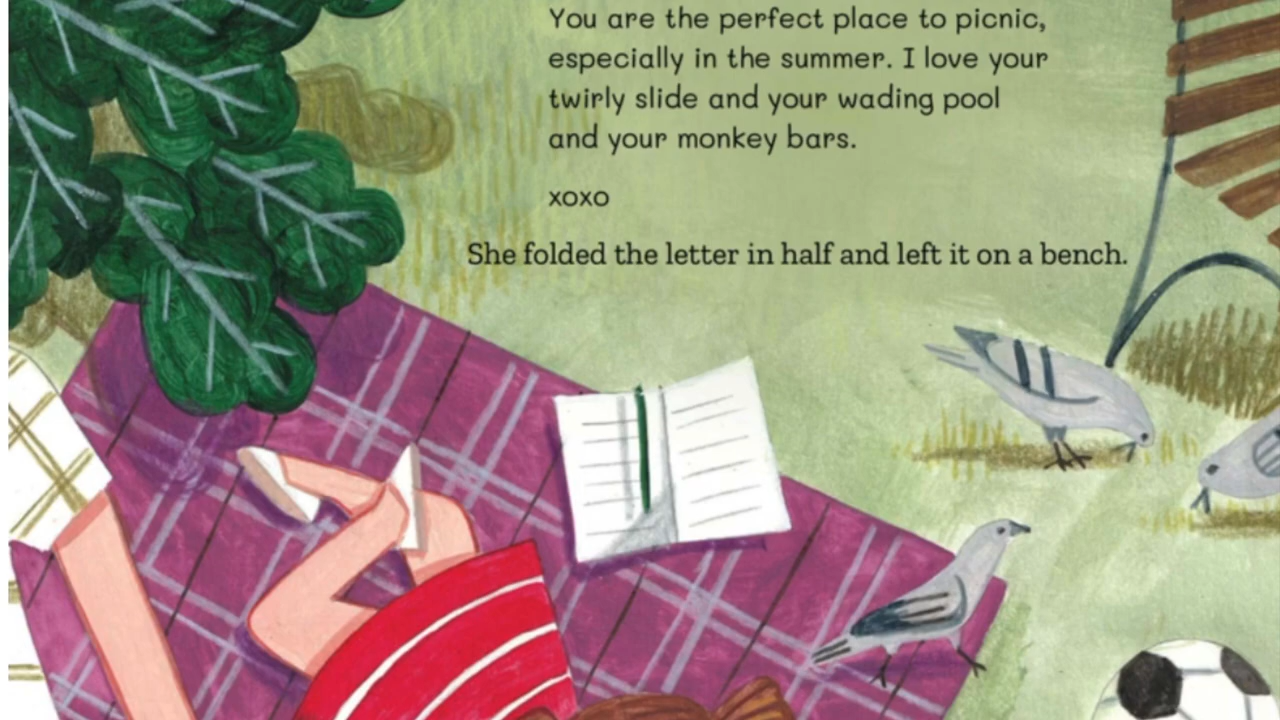 You are the perfect place to picnic,
especially in the summer. I love your
twirly slide and your wading pool
and your monkey bars.
xoxo
She folded the letter in half and left it on a bench.